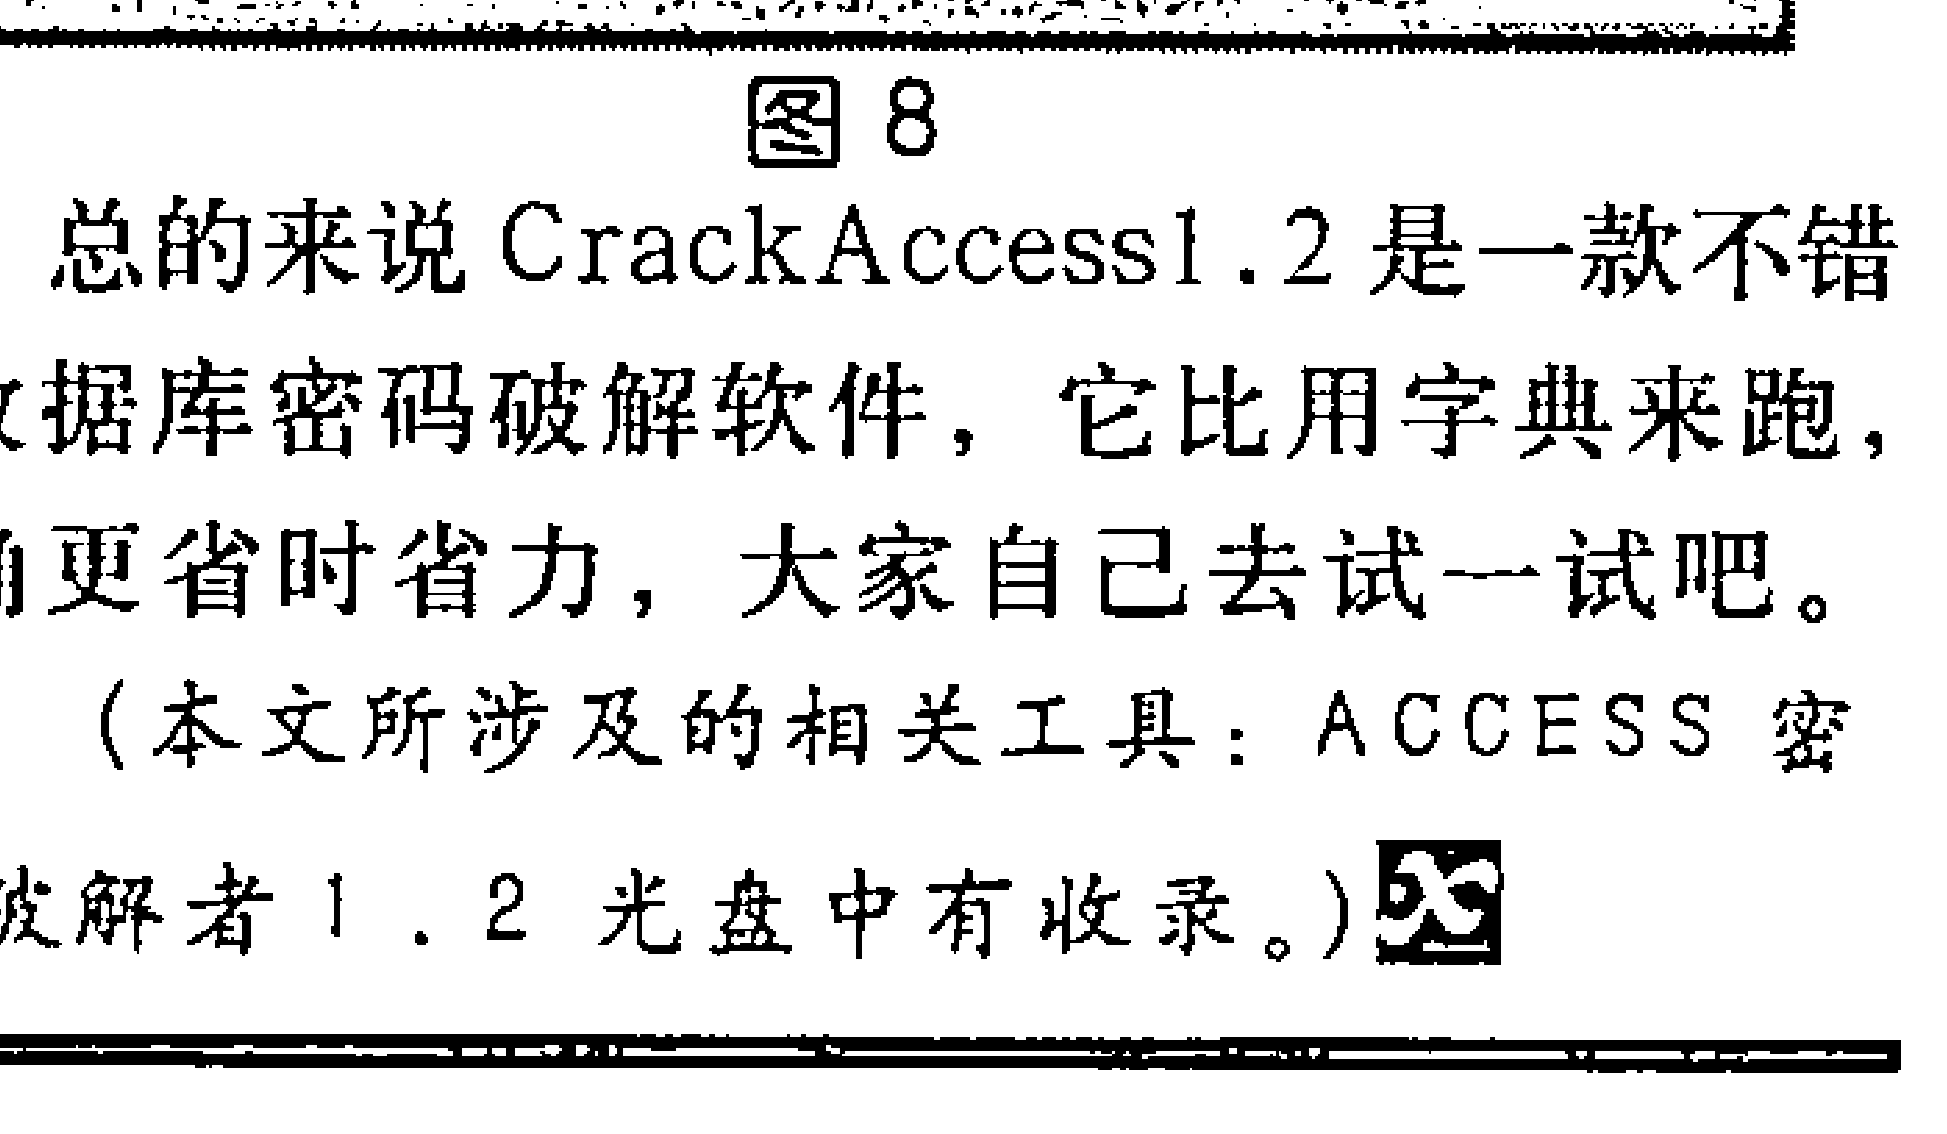 图 8
总的来说 CrackAccess1.2 是一款不错
据库密码破解软件，它比用字典来跑，
更省时省力，大家自己去试一试吧。
(本文所涉及的相关工具：ACCESS 密
破解者 1.2 光盘中有收录。)